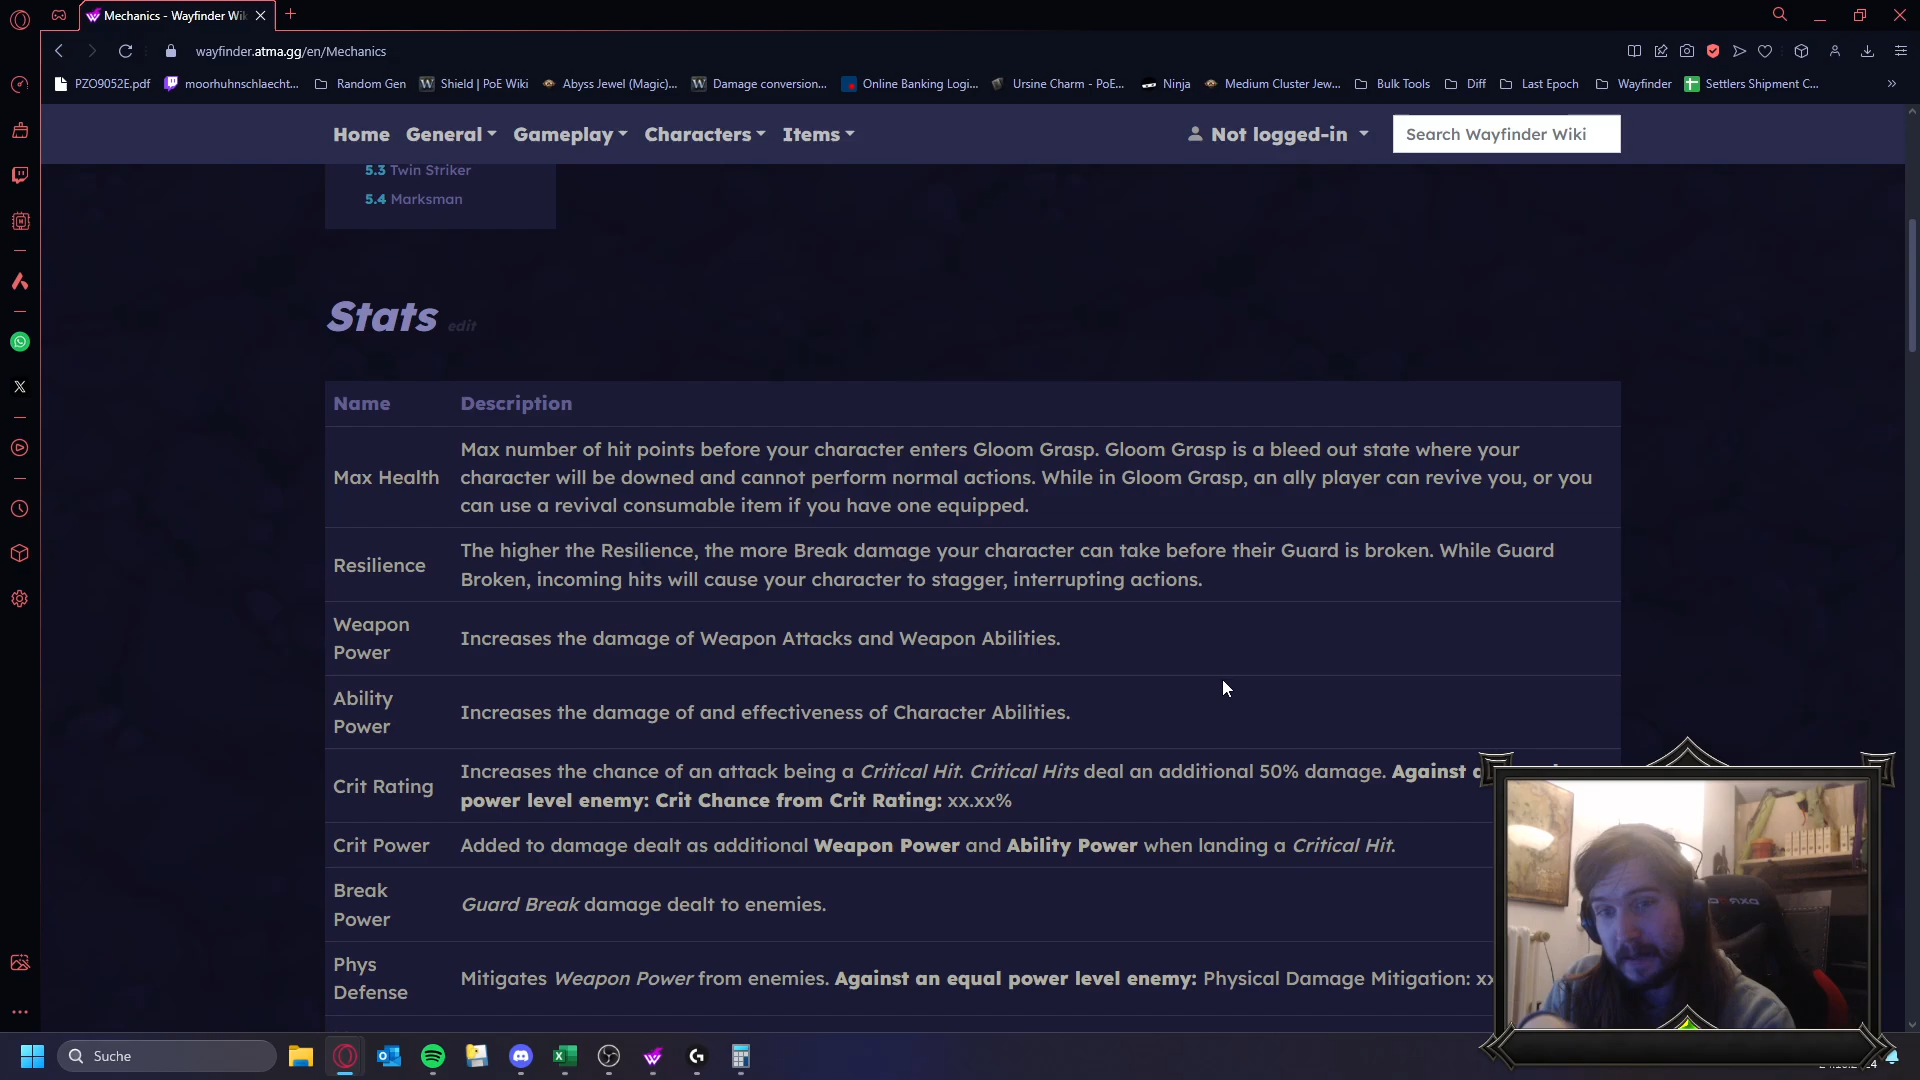 Mechanics - Wayfinder Wik
wayfinder.atma.gg/en/Mechanics
PZO9052E.pdf
moorhuhnschlaecht...
Random Gen
Shield | PoE Wiki
Abyss Jewel (Magic)...
Damage conversion...
Online Banking Logi...
Ursine Charm - PoE...
Ninja
Medium Cluster Jew...
Bulk Tools
Diff
Last Epoch
Wayfinder
Settlers Shipment C...
Home General Gameplay Characters Items
Not logged-in
Search Wayfinder Wiki
5.3 Twin Striker
5.4 Marksman
Stats edit
Name Description
Max Health
Max number of hit points before your character enters Gloom Grasp. Gloom Grasp is a bleed out state where your
character will be downed and cannot perform normal actions. While in Gloom Grasp, an ally player can revive you, or you
can use a revival consumable item if you have one equipped.
Resilience
The higher the Resilience, the more Break damage your character can take before their Guard is broken. While Guard
Broken, incoming hits will cause your character to stagger, interrupting actions.
Weapon
Power
Increases the damage of Weapon Attacks and Weapon Abilities.
Ability
Power
Increases the damage of and effectiveness of Character Abilities.
Crit Rating
Increases the chance of an attack being a Critical Hit. Critical Hits deal an additional 50% damage. Against
power level enemy: Crit Chance from Crit Rating: xx.xx%
Crit Power
Added to damage dealt as additional Weapon Power and Ability Power when landing a Critical Hit.
Break
Power
Guard Break damage dealt to enemies.
Phys
Defense
Mitigates Weapon Power from enemies. Against an equal power level enemy: Physical Damage Mitigation: xx
Suche